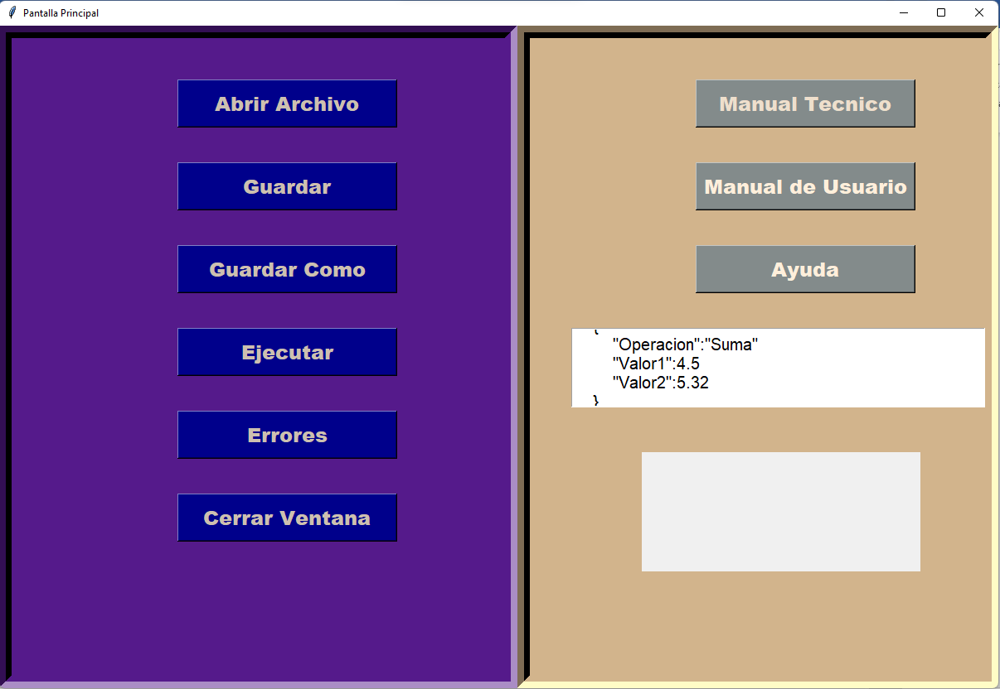 Pantalla Principal
Abrir Archivo
Guardar
Guardar Como
Ejecutar
Errores
Cerrar Ventana
Manual Tecnico
Manual de Usuario
Ayuda
{
"Operacion":"Suma"
"Valor1":4.5
"Valor2":5.32
}